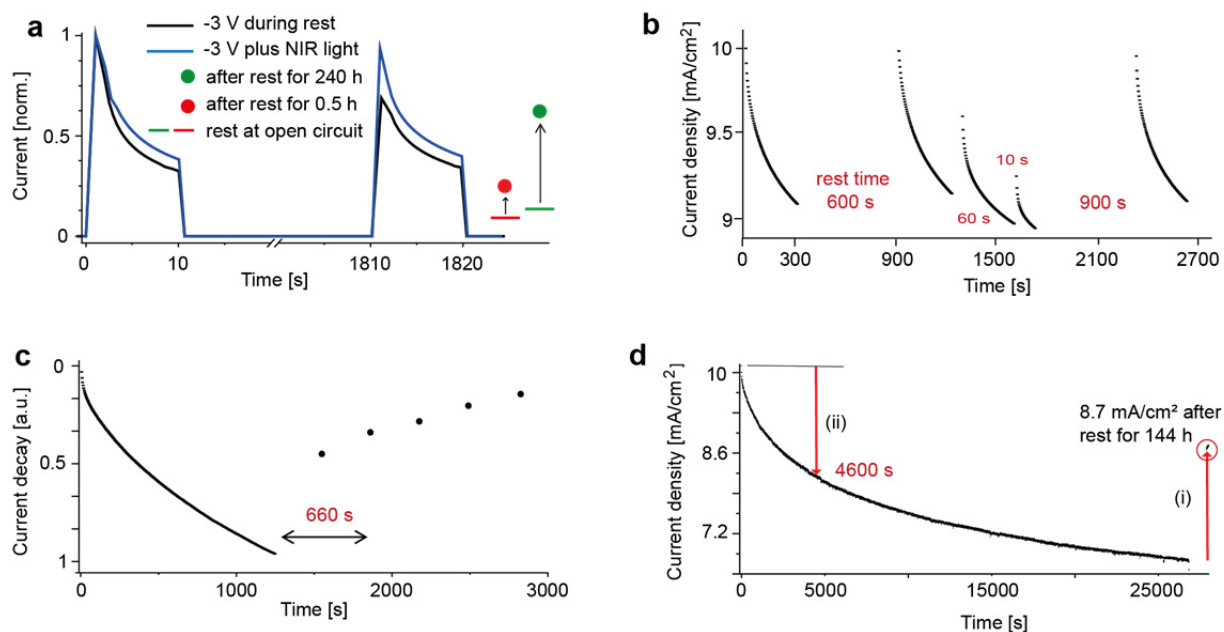 a
Current [norm.]
1
0.5
0
-3 V during rest
-3 V plus NIR light
after rest for 240 h
after rest for 0.5 h
rest at open circuit
0
10
1810
1820
Time [s]
b
Current density [mA/cm²]
10
9.5
9
rest time
600 s
60 s
10 s
900 s
0
300
900
1500
2100
2700
Time [s]
c
Current decay [a.u.]
0
0.5
1
660 s
0
1000
2000
3000
Time [s]
d
Current density [mA/cm²]
10
8.6
7.2
(ii)
4600 s
8.7 mA/cm² after
rest for 144 h
(i)
0
5000
15000
25000
Time [s]